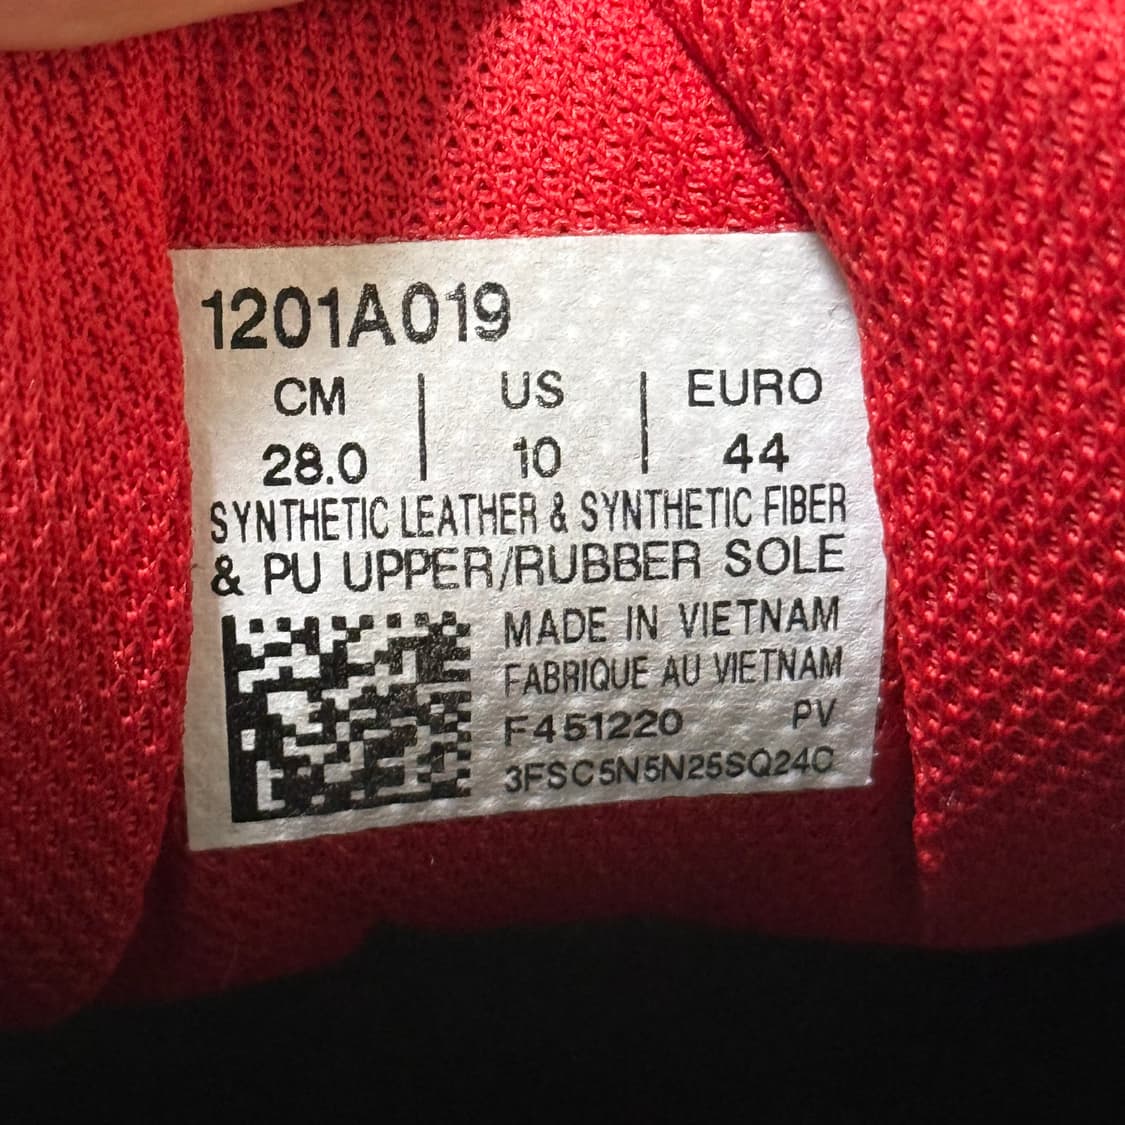 1201A019
CM | US | EURO
28.0 | 10 | 44
SYNTHETIC LEATHER & SYNTHETIC FIBER
& PU UPPER/RUBBER SOLE
MADE IN VIETNAM
FABRIQUE AU VIETNAM
F451220 PV
3FSC5N5N25SQ24C